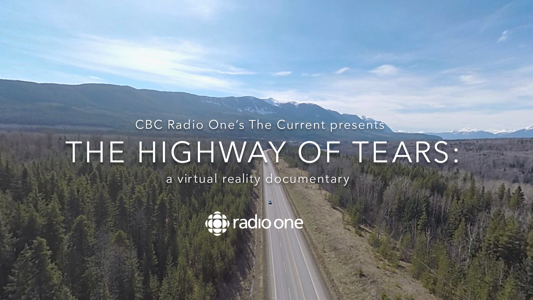 CBC Radio One's The Current presents
THE HIGHWAY OF TEARS:
a virtual reality documentary
radio one